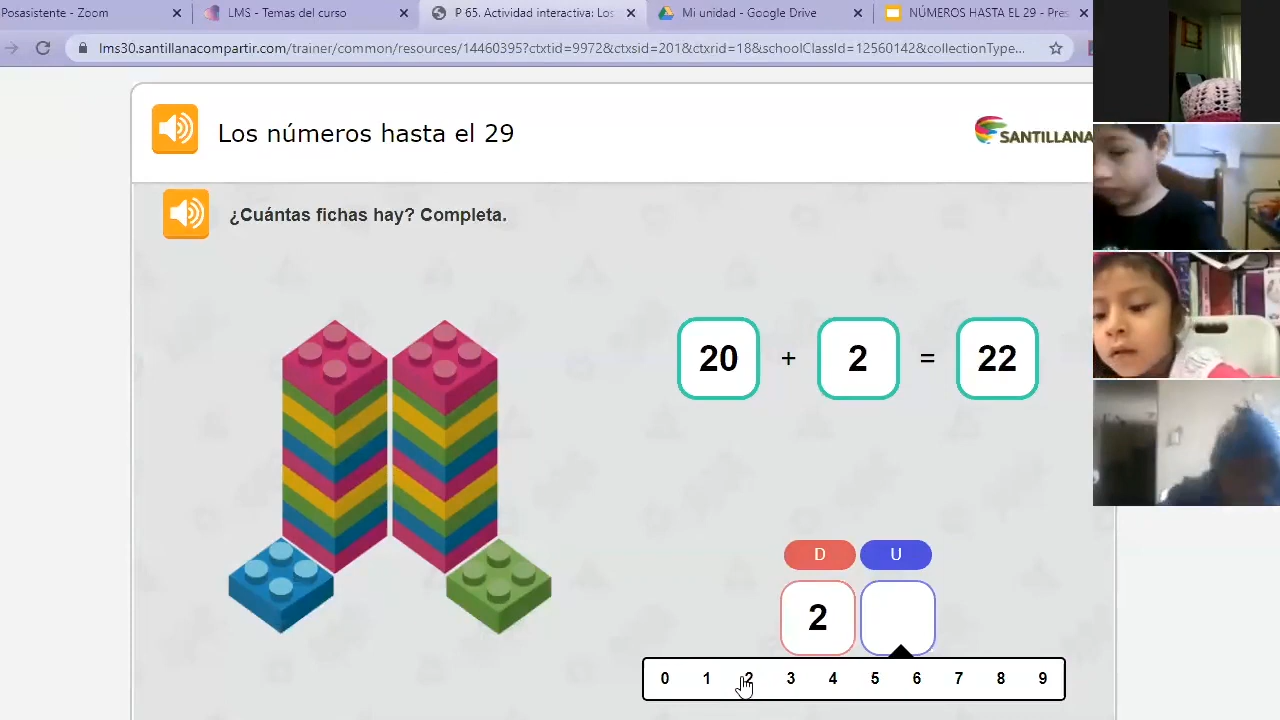 Posasistente - Zoom
LMS - Temas del curso
P 65. Actividad interactiva: Los
Mi unidad - Google Drive
NÚMEROS HASTA EL 29 - Pres
lms30.santillanacompartir.com/trainer/common/resources/14466395?ctxtid=9972&ctxsid=201&ctxrid=18&schoolClassId=12560142&collectionType...
Los números hasta el 29
SANTILLANA
¿Cuántas fichas hay? Completa.
20 + 2 = 22
D U
2
0 1 2 3 4 5 6 7 8 9